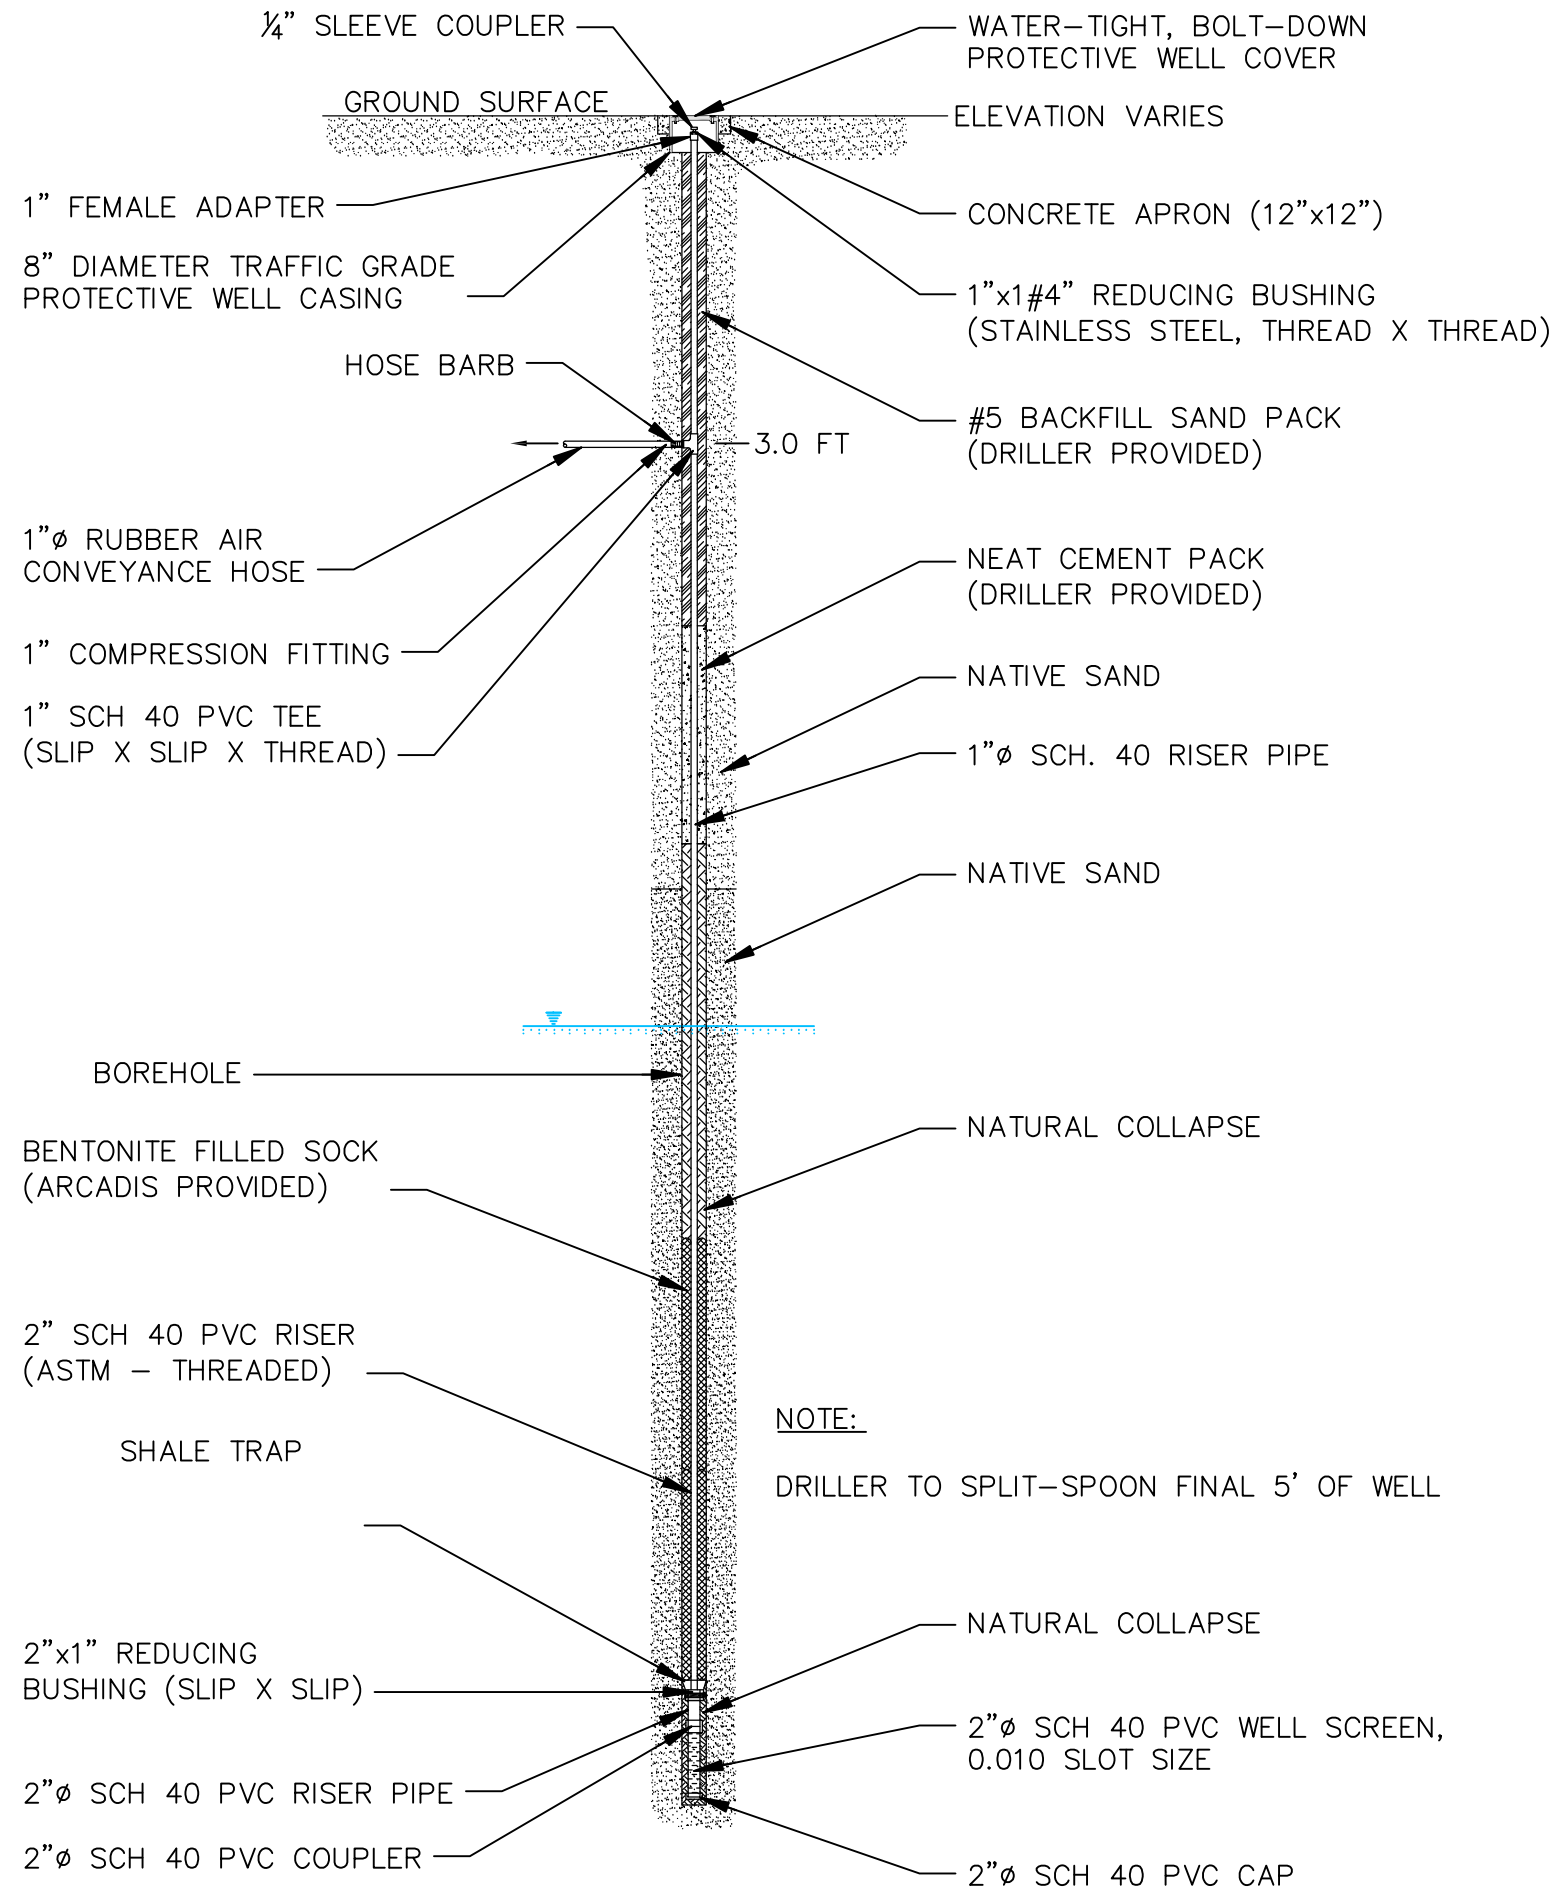 ¼” SLEEVE COUPLER
WATER-TIGHT, BOLT-DOWN
PROTECTIVE WELL COVER
GROUND SURFACE
ELEVATION VARIES
1” FEMALE ADAPTER
CONCRETE APRON (12”x12”)
8” DIAMETER TRAFFIC GRADE
PROTECTIVE WELL CASING
1”x1#4” REDUCING BUSHING
(STAINLESS STEEL, THREAD X THREAD)
HOSE BARB
#5 BACKFILL SAND PACK
(DRILLER PROVIDED)
3.0 FT
1”ø RUBBER AIR
CONVEYANCE HOSE
NEAT CEMENT PACK
(DRILLER PROVIDED)
1” COMPRESSION FITTING
NATIVE SAND
1” SCH 40 PVC TEE
(SLIP X SLIP X THREAD)
1”ø SCH. 40 RISER PIPE
NATIVE SAND
BOREHOLE
NATURAL COLLAPSE
BENTONITE FILLED SOCK
(ARCADIS PROVIDED)
2” SCH 40 PVC RISER
(ASTM - THREADED)
NOTE:
SHALE TRAP
DRILLER TO SPLIT-SPOON FINAL 5’ OF WELL
NATURAL COLLAPSE
2”x1” REDUCING
BUSHING (SLIP X SLIP)
2”ø SCH 40 PVC WELL SCREEN,
0.010 SLOT SIZE
2”ø SCH 40 PVC RISER PIPE
2”ø SCH 40 PVC COUPLER
2”ø SCH 40 PVC CAP